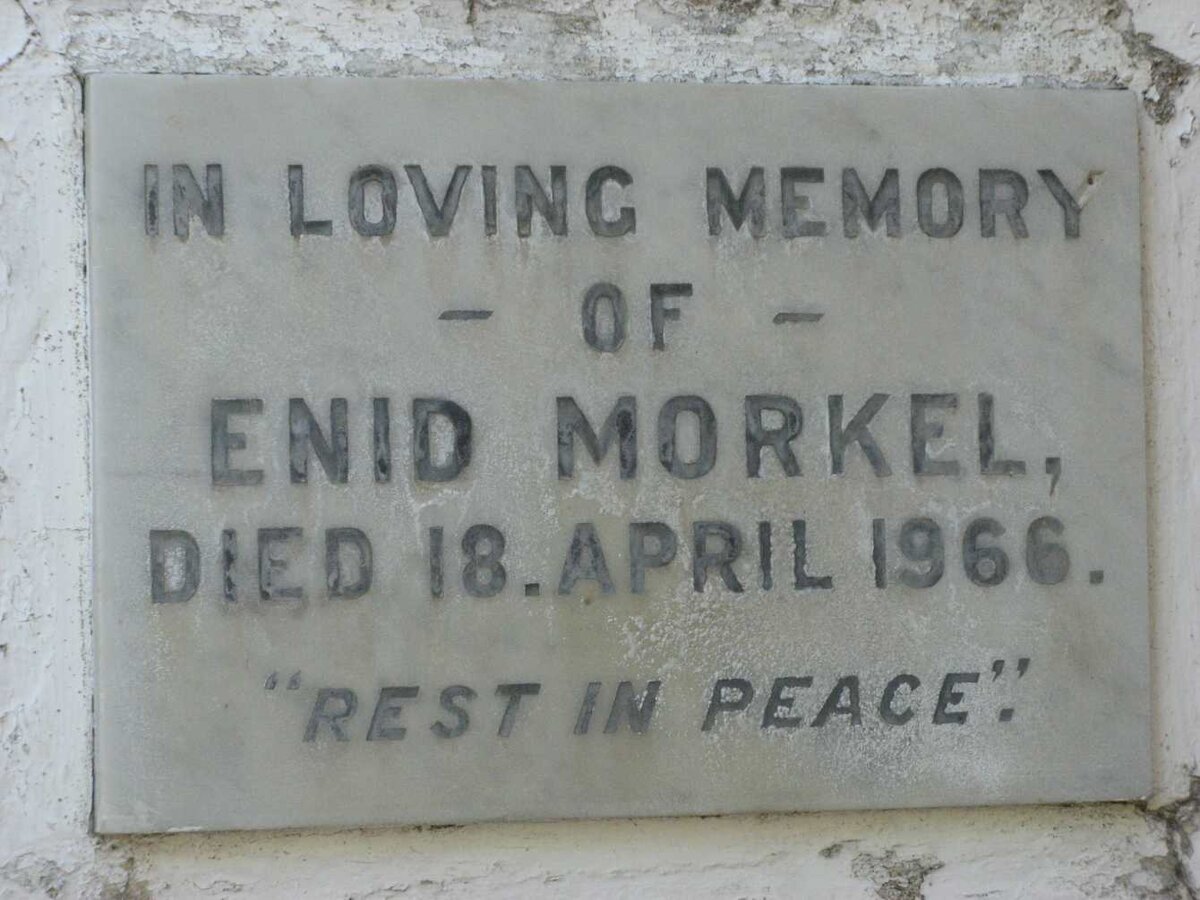 IN LOVING MEMORY
- OF -
ENID MORKEL,
DIED 18. APRIL 1966.
"REST IN PEACE".